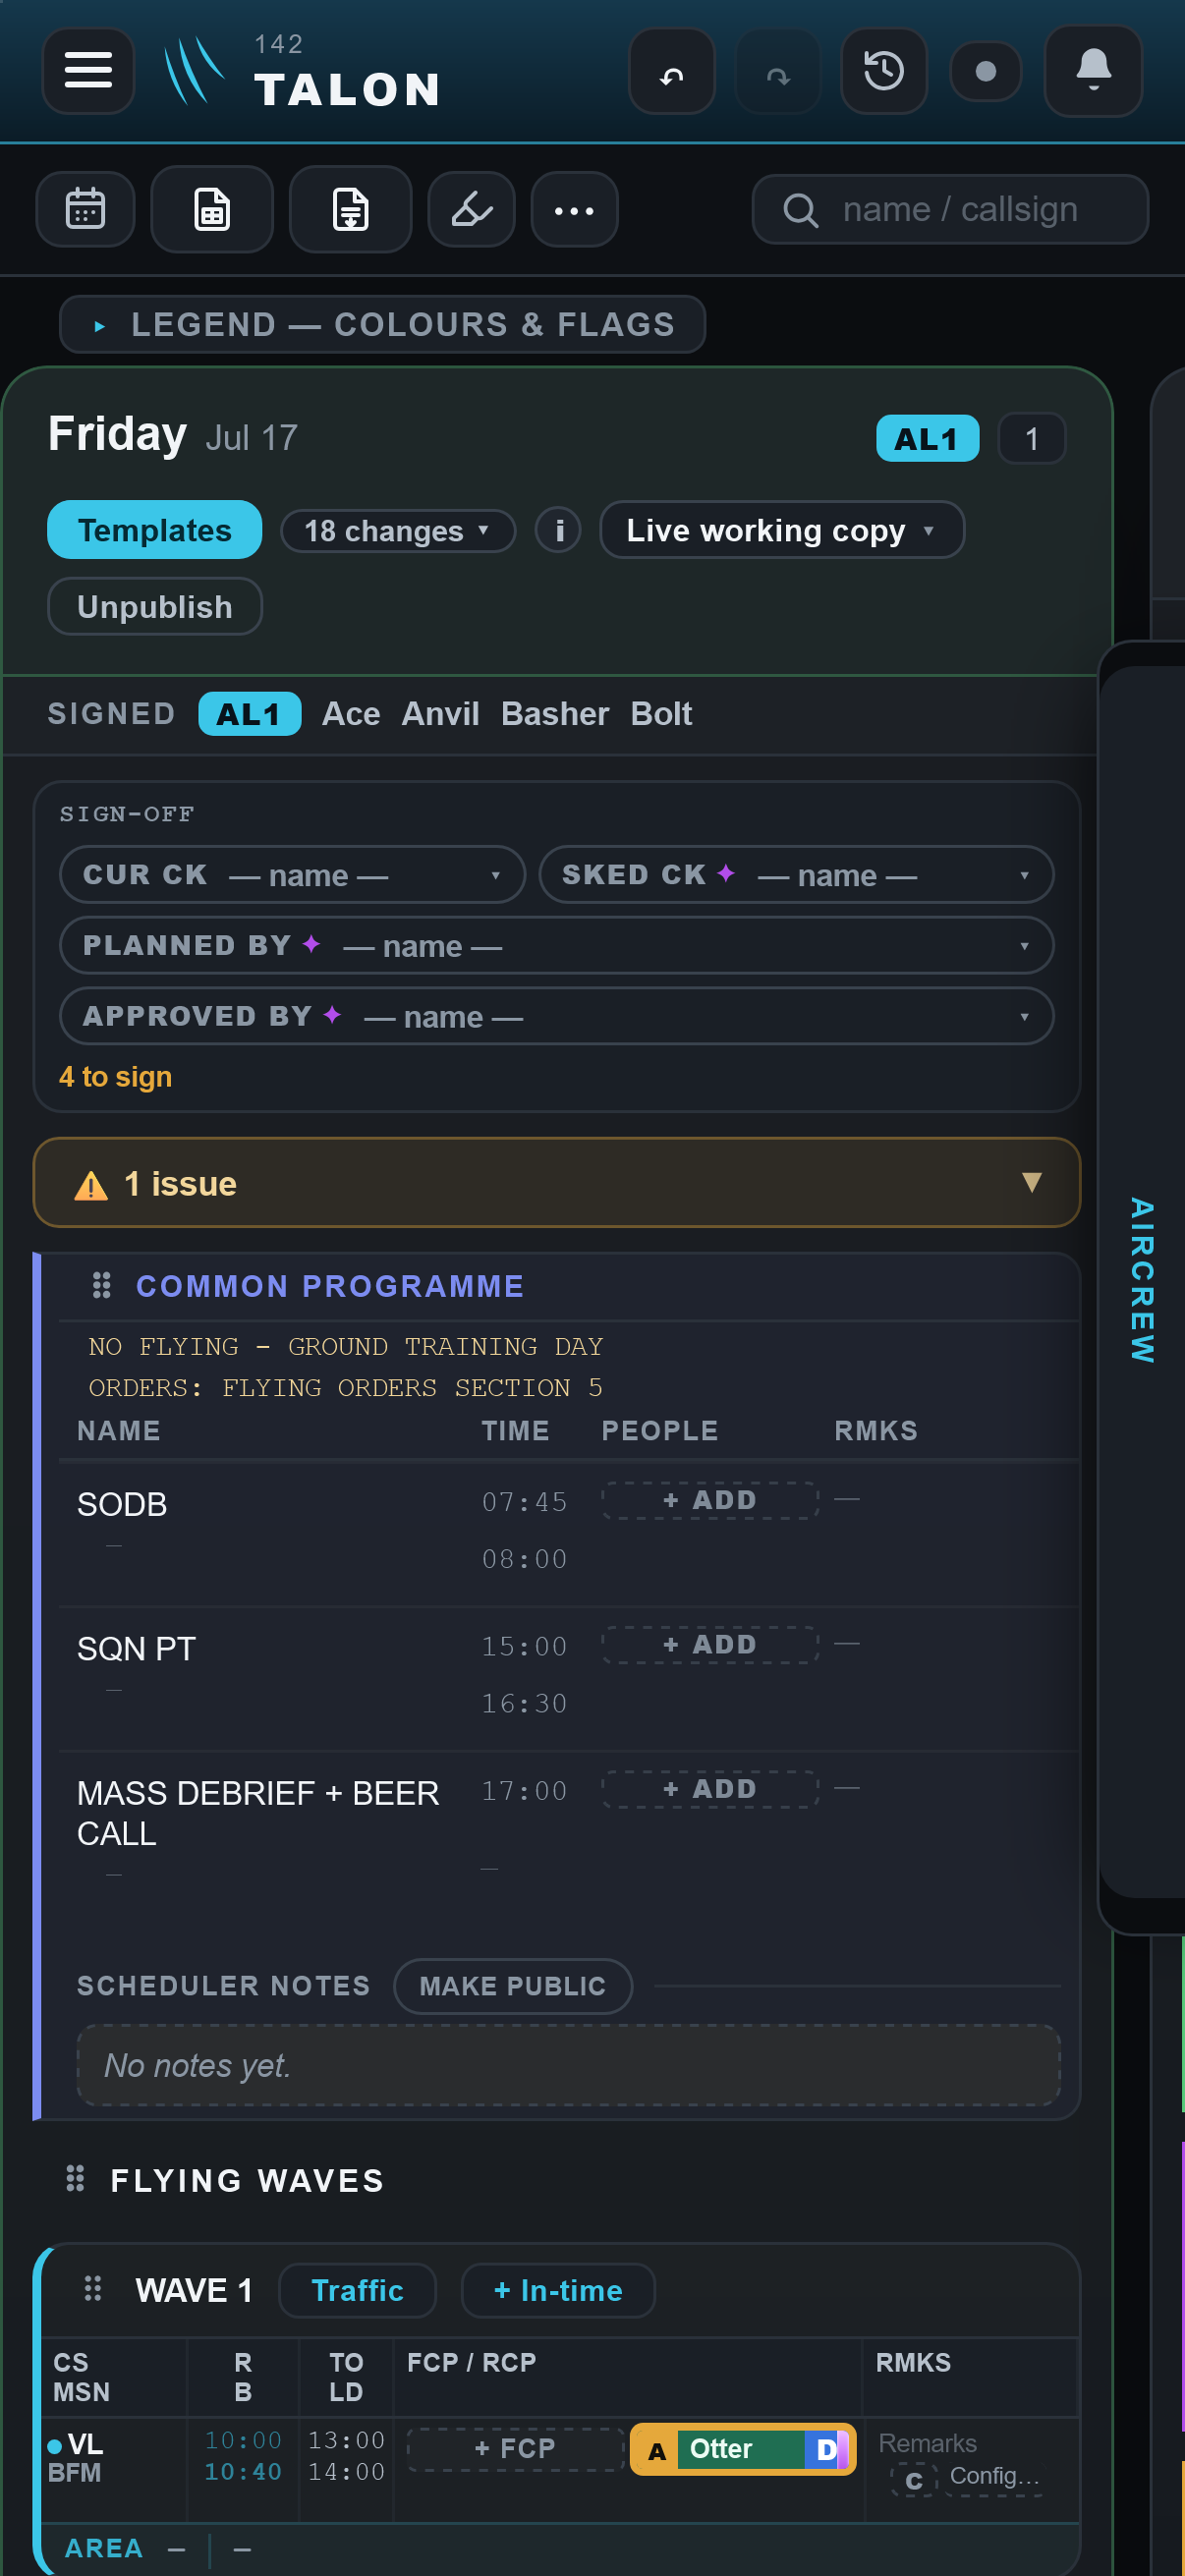 142
TALON
name / callsign
▸ LEGEND — COLOURS & FLAGS
Friday Jul 17 AL1 1
Templates 18 changes ▾ i Live working copy ▾
Unpublish
SIGNED AL1 Ace Anvil Basher Bolt
SIGN-OFF
CUR CK — name — ▾ SKED CK ✦ — name — ▾
PLANNED BY ✦ — name — ▾
APPROVED BY ✦ — name — ▾
4 to sign
⚠ 1 issue ▼
AIRCREW
COMMON PROGRAMME
NO FLYING - GROUND TRAINING DAY
ORDERS: FLYING ORDERS SECTION 5
NAME TIME PEOPLE RMKS
SODB 07:45 + ADD —
— 08:00
SQN PT 15:00 + ADD —
— 16:30
MASS DEBRIEF + BEER 17:00 + ADD —
CALL
— —
SCHEDULER NOTES MAKE PUBLIC
No notes yet.
FLYING WAVES
WAVE 1 Traffic + In-time
CS R TO FCP / RCP RMKS
MSN B LD
VL 10:00 13:00 + FCP A Otter D Remarks
BFM 10:40 14:00 C Config…
AREA — —